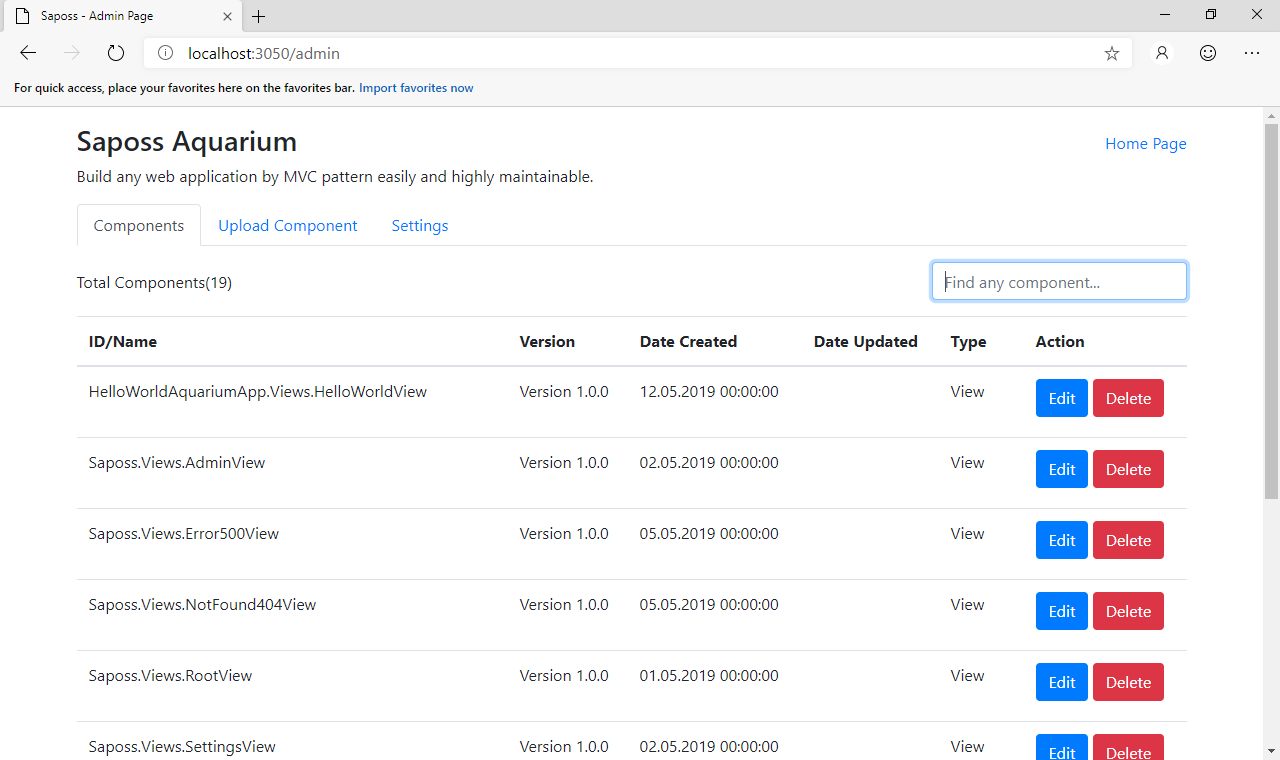 Saposs - Admin Page
localhost:3050/admin
For quick access, place your favorites here on the favorites bar. Import favorites now
Saposs Aquarium
Home Page
Build any web application by MVC pattern easily and highly maintainable.
Components Upload Component Settings
Total Components(19)
Find any component...
ID/Name Version Date Created Date Updated Type Action
HelloWorldAquariumApp.Views.HelloWorldView Version 1.0.0 12.05.2019 00:00:00 View Edit Delete
Saposs.Views.AdminView Version 1.0.0 02.05.2019 00:00:00 View Edit Delete
Saposs.Views.Error500View Version 1.0.0 05.05.2019 00:00:00 View Edit Delete
Saposs.Views.NotFound404View Version 1.0.0 05.05.2019 00:00:00 View Edit Delete
Saposs.Views.RootView Version 1.0.0 01.05.2019 00:00:00 View Edit Delete
Saposs.Views.SettingsView Version 1.0.0 02.05.2019 00:00:00 View Edit Delete